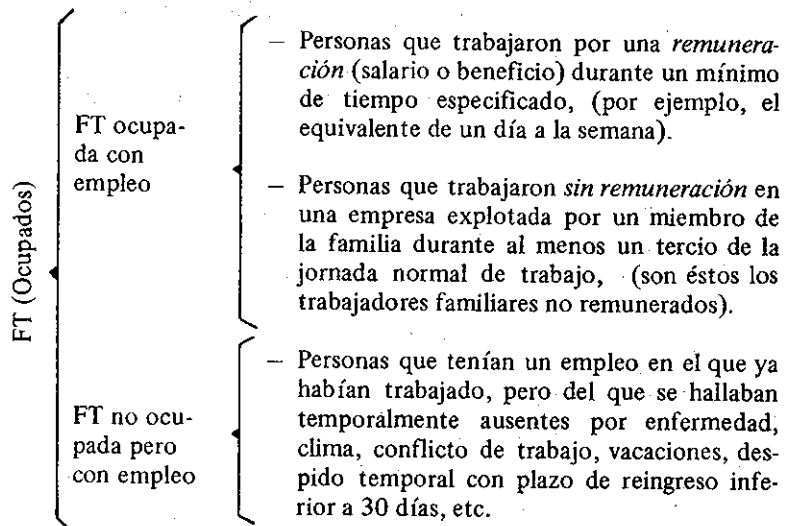 FT (Ocupados)
FT ocupa-
da con
empleo
— Personas que trabajaron por una remunera-
ción (salario o beneficio) durante un mínimo
de tiempo especificado, (por ejemplo, el
equivalente de un día a la semana).
— Personas que trabajaron sin remuneración en
una empresa explotada por un miembro de
la familia durante al menos un tercio de la
jornada normal de trabajo, (son éstos los
trabajadores familiares no remunerados).
FT no ocu-
pada pero
con empleo
— Personas que tenían un empleo en el que ya
habían trabajado, pero del que se hallaban
temporalmente ausentes por enfermedad,
clima, conflicto de trabajo, vacaciones, des-
pido temporal con plazo de reingreso infe-
rior a 30 días, etc.